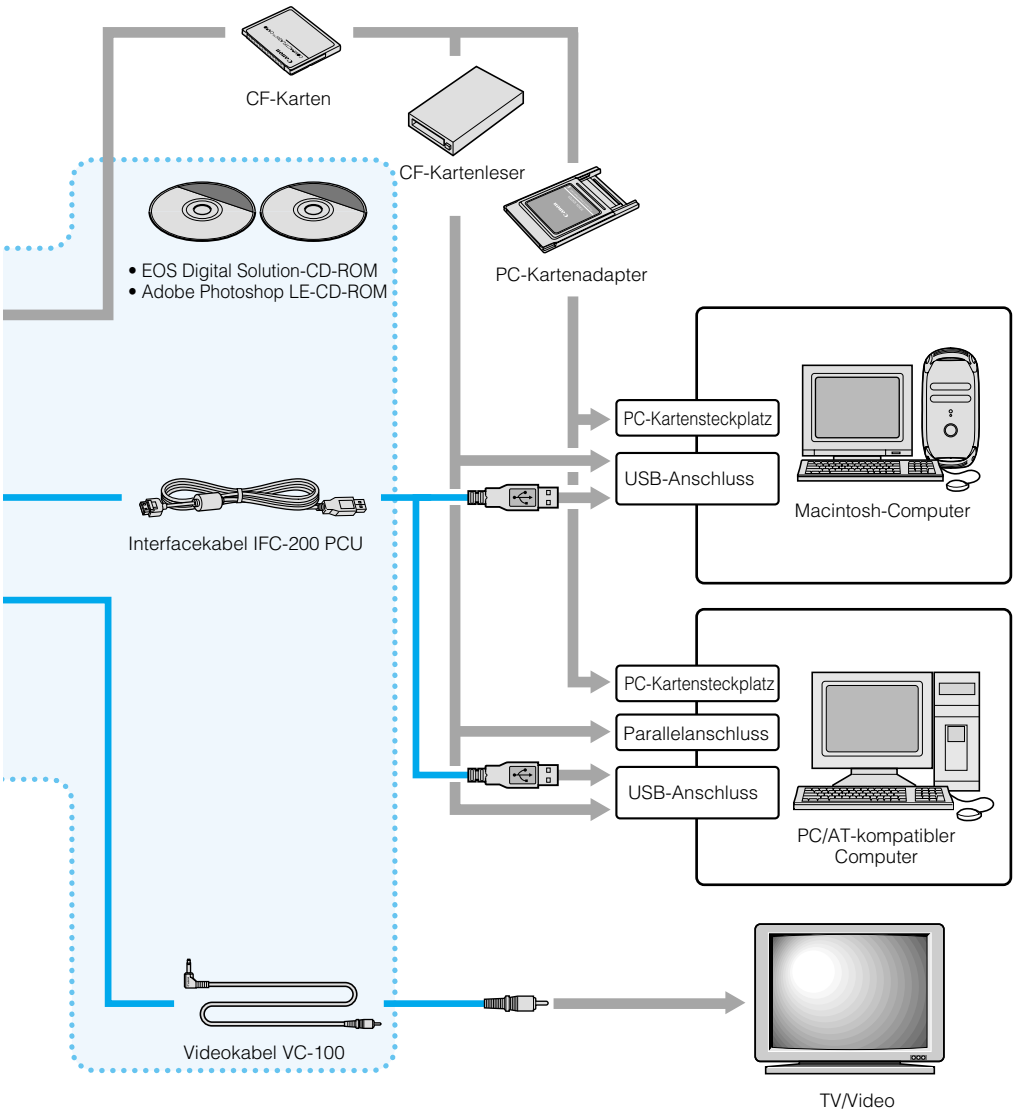 CF-Karten
CF-Kartenleser
PC-Kartenadapter
• EOS Digital Solution-CD-ROM
• Adobe Photoshop LE-CD-ROM
PC-Kartensteckplatz
USB-Anschluss
Macintosh-Computer
Interfacekabel IFC-200 PCU
PC-Kartensteckplatz
Parallelanschluss
USB-Anschluss
PC/AT-kompatibler
Computer
Videokabel VC-100
TV/Video